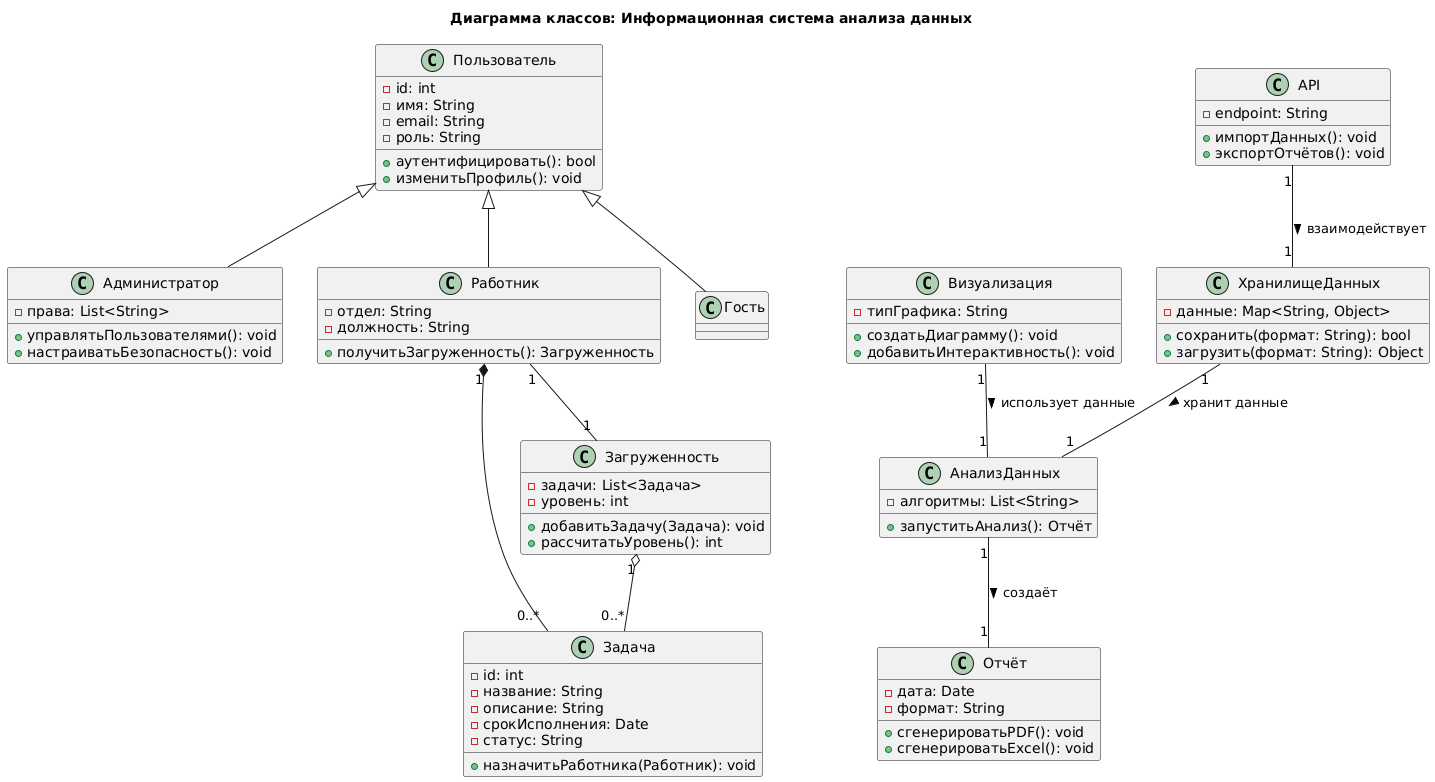 Диаграмма классов: Информационная система анализа данных
C Пользователь
id: int
имя: String
email: String
роль: String
аутентифицировать(): bool
изменитьПрофиль(): void
C API
endpoint: String
импортДанных(): void
экспортОтчётов(): void
1
взаимодействует
1
C Администратор
права: List<String>
управлятьПользователями(): void
настраиватьБезопасность(): void
C Работник
отдел: String
должность: String
получитьЗагруженность(): Загруженность
C Гость
C Визуализация
типГрафика: String
создатьДиаграмму(): void
добавитьИнтерактивность(): void
C ХранилищеДанных
данные: Map<String, Object>
сохранить(формат: String): bool
загрузить(формат: String): Object
1
1
1
1
использует данные
хранит данные
1
1
1
C Загруженность
задачи: List<Задача>
уровень: int
добавитьЗадачу(Задача): void
рассчитатьУровень(): int
C АнализДанных
алгоритмы: List<String>
запуститьАнализ(): Отчёт
1
1
создаёт
0..*
0..*
1
C Задача
id: int
название: String
описание: String
срокИсполнения: Date
статус: String
назначитьРаботника(Работник): void
C Отчёт
дата: Date
формат: String
сгенерироватьPDF(): void
сгенерироватьExcel(): void